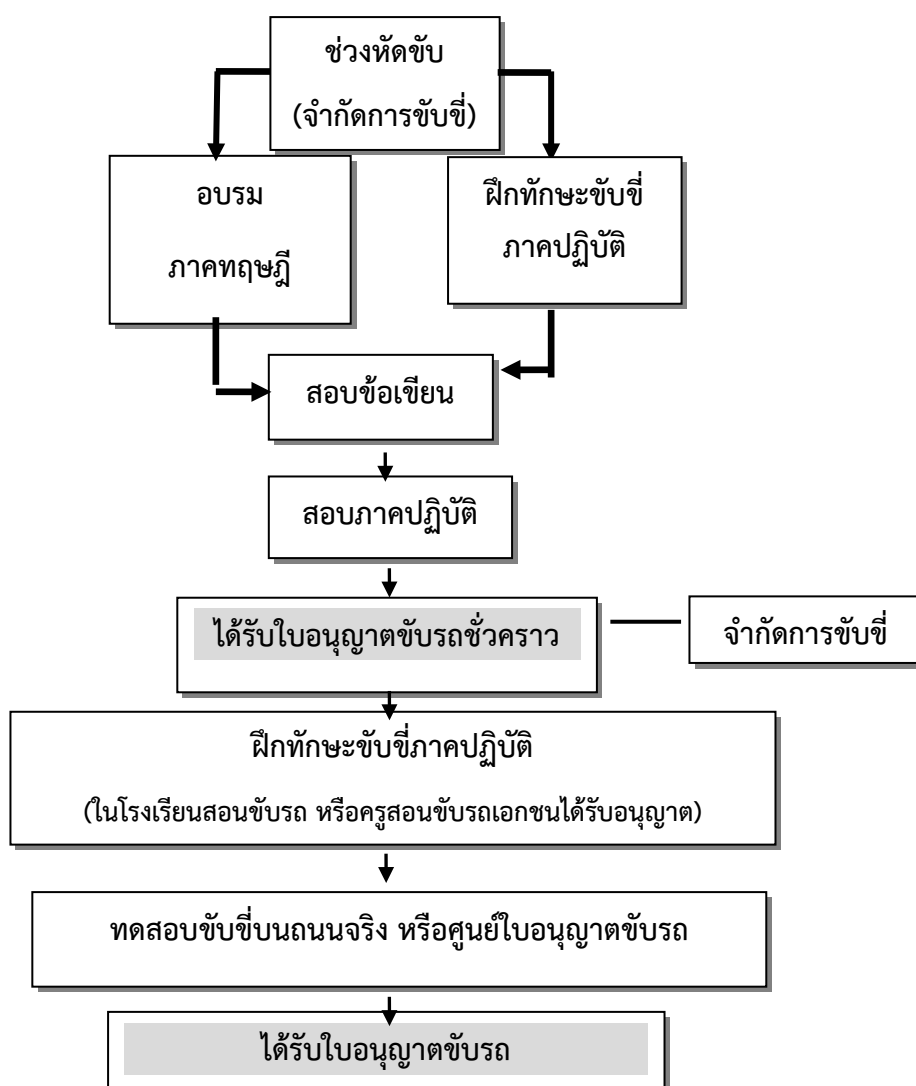 ช่วงหัดขับ
(จำกัดการขับขี่)
อบรม
ภาคทฤษฎี
ฝึกทักษะขับขี่
ภาคปฏิบัติ
สอบข้อเขียน
สอบภาคปฏิบัติ
ได้รับใบอนุญาตขับรถชั่วคราว
จำกัดการขับขี่
ฝึกทักษะขับขี่ภาคปฏิบัติ
(ในโรงเรียนสอนขับรถ หรือครูสอนขับรถเอกชนได้รับอนุญาต)
ทดสอบขับขี่บนถนนจริง หรือศูนย์ใบอนุญาตขับรถ
ได้รับใบอนุญาตขับรถ